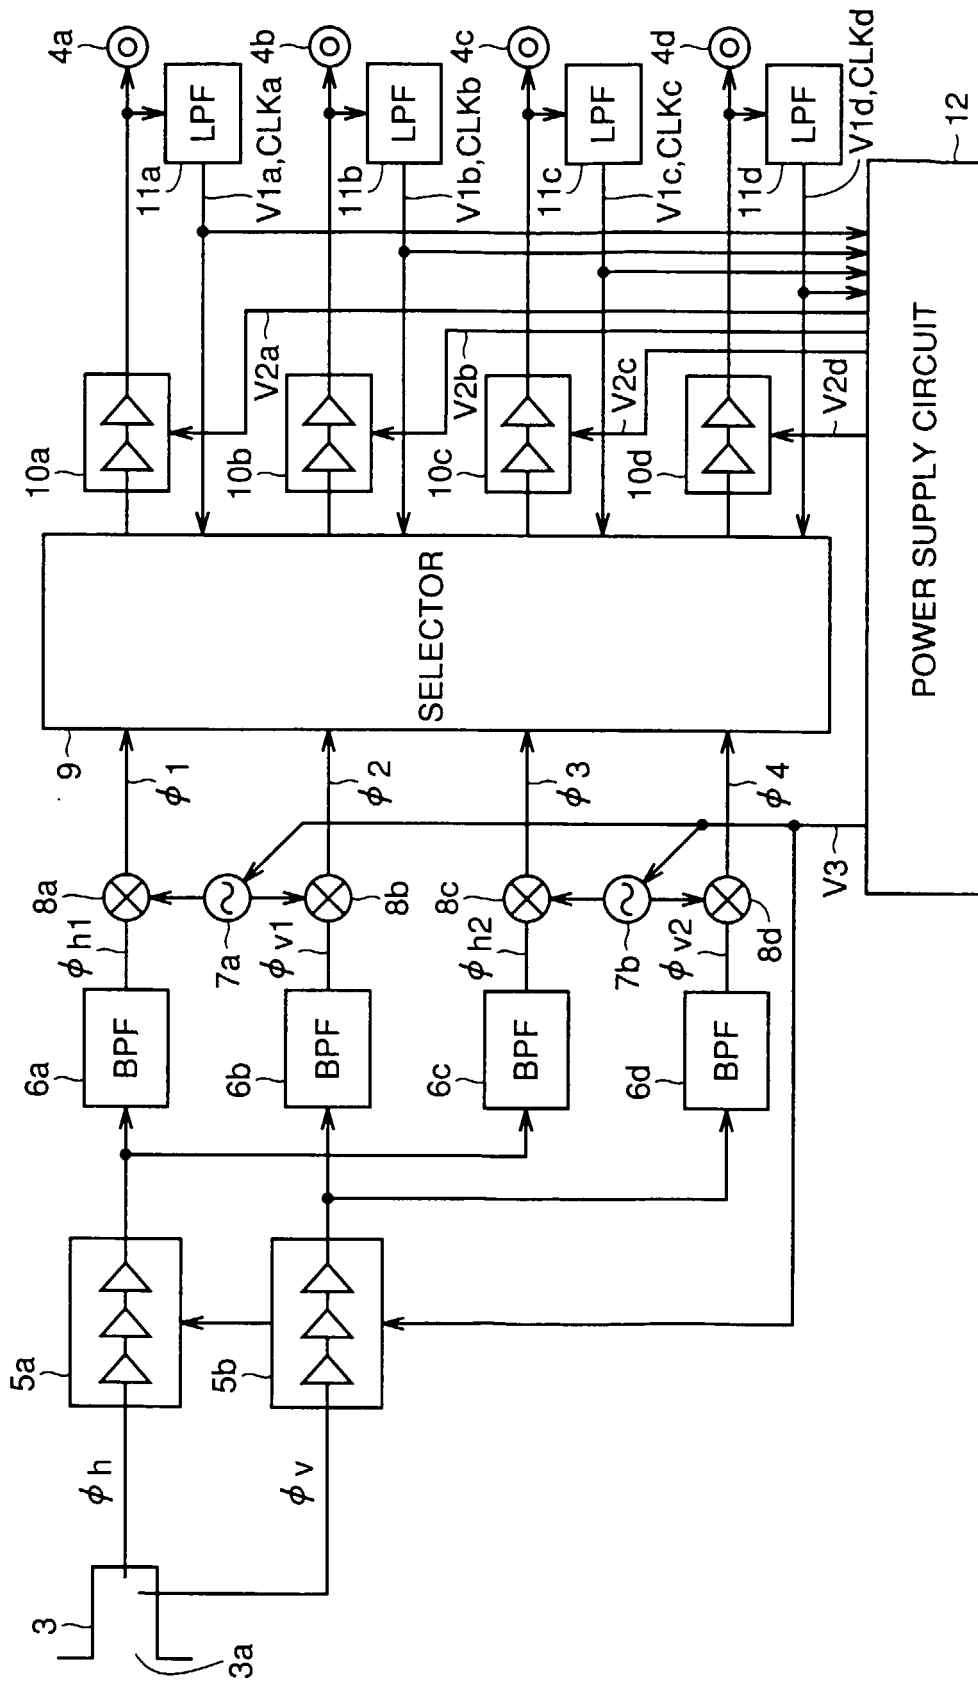 3
3a
ϕh
ϕv
5a
5b
6a
BPF
6b
BPF
6c
BPF
6d
BPF
ϕh1
ϕv1
ϕh2
ϕv2
8a
7a
8b
8c
7b
8d
V3
ϕ1
ϕ2
ϕ3
ϕ4
9
SELECTOR
10a
10b
10c
10d
V2a
V2b
V2c
V2d
11a
LPF
V1a,CLKa
11b
LPF
V1b,CLKb
11c
LPF
V1c,CLKc
11d
LPF
V1d,CLKd
4a
4b
4c
4d
POWER SUPPLY CIRCUIT
12